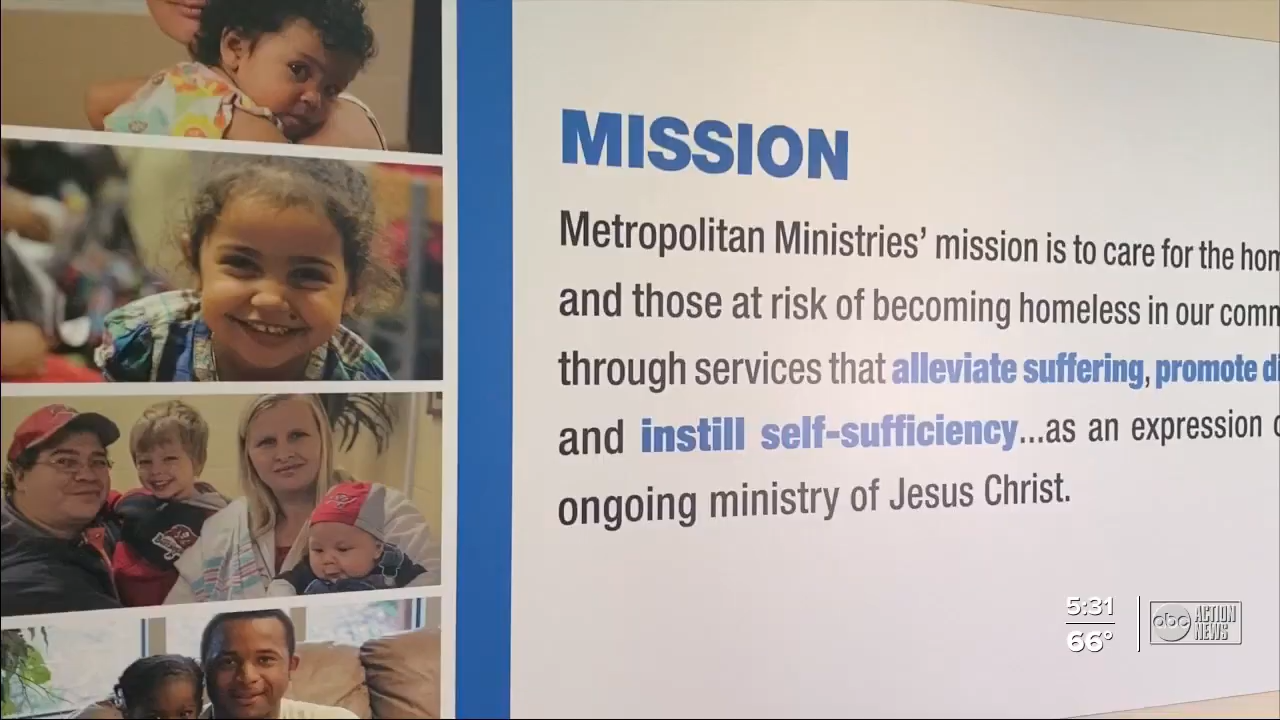 MISSION
Metropolitan Ministries' mission is to care for the hom
and those at risk of becoming homeless in our comm
through services that alleviate suffering, promote di
and instill self-sufficiency...as an expression o
ongoing ministry of Jesus Christ.
5:31
66°
abc ACTION NEWS